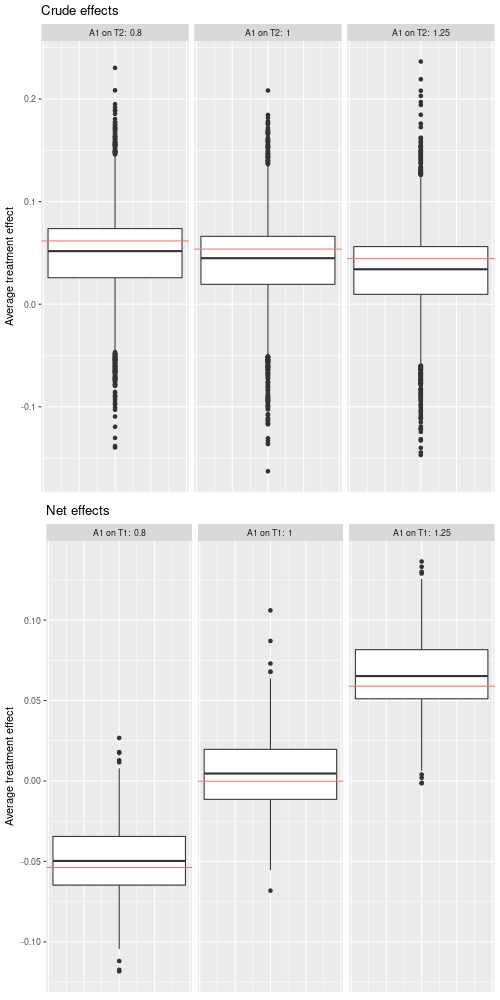 Crude effects
A1 on T2: 0.8
A1 on T2: 1
A1 on T2: 1.25
Average treatment effect
0.2
0.1
0.0
-0.1
Net effects
A1 on T1: 0.8
A1 on T1: 1
A1 on T1: 1.25
Average treatment effect
0.10
0.05
0.00
-0.05
-0.10